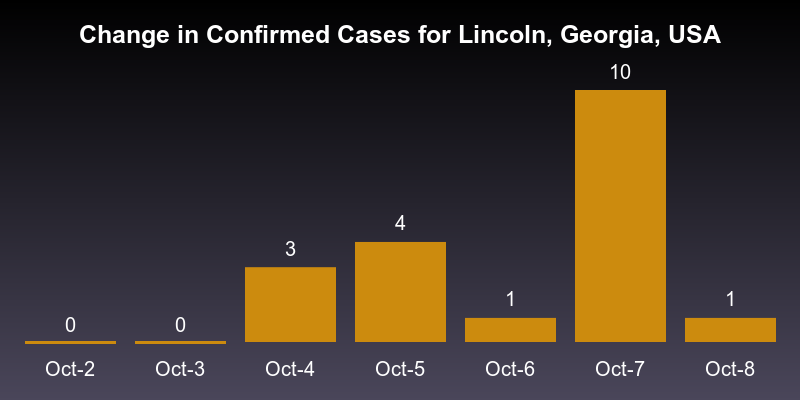 Change in Confirmed Cases for Lincoln, Georgia, USA
0 0 3 4 1 10 1
Oct-2 Oct-3 Oct-4 Oct-5 Oct-6 Oct-7 Oct-8